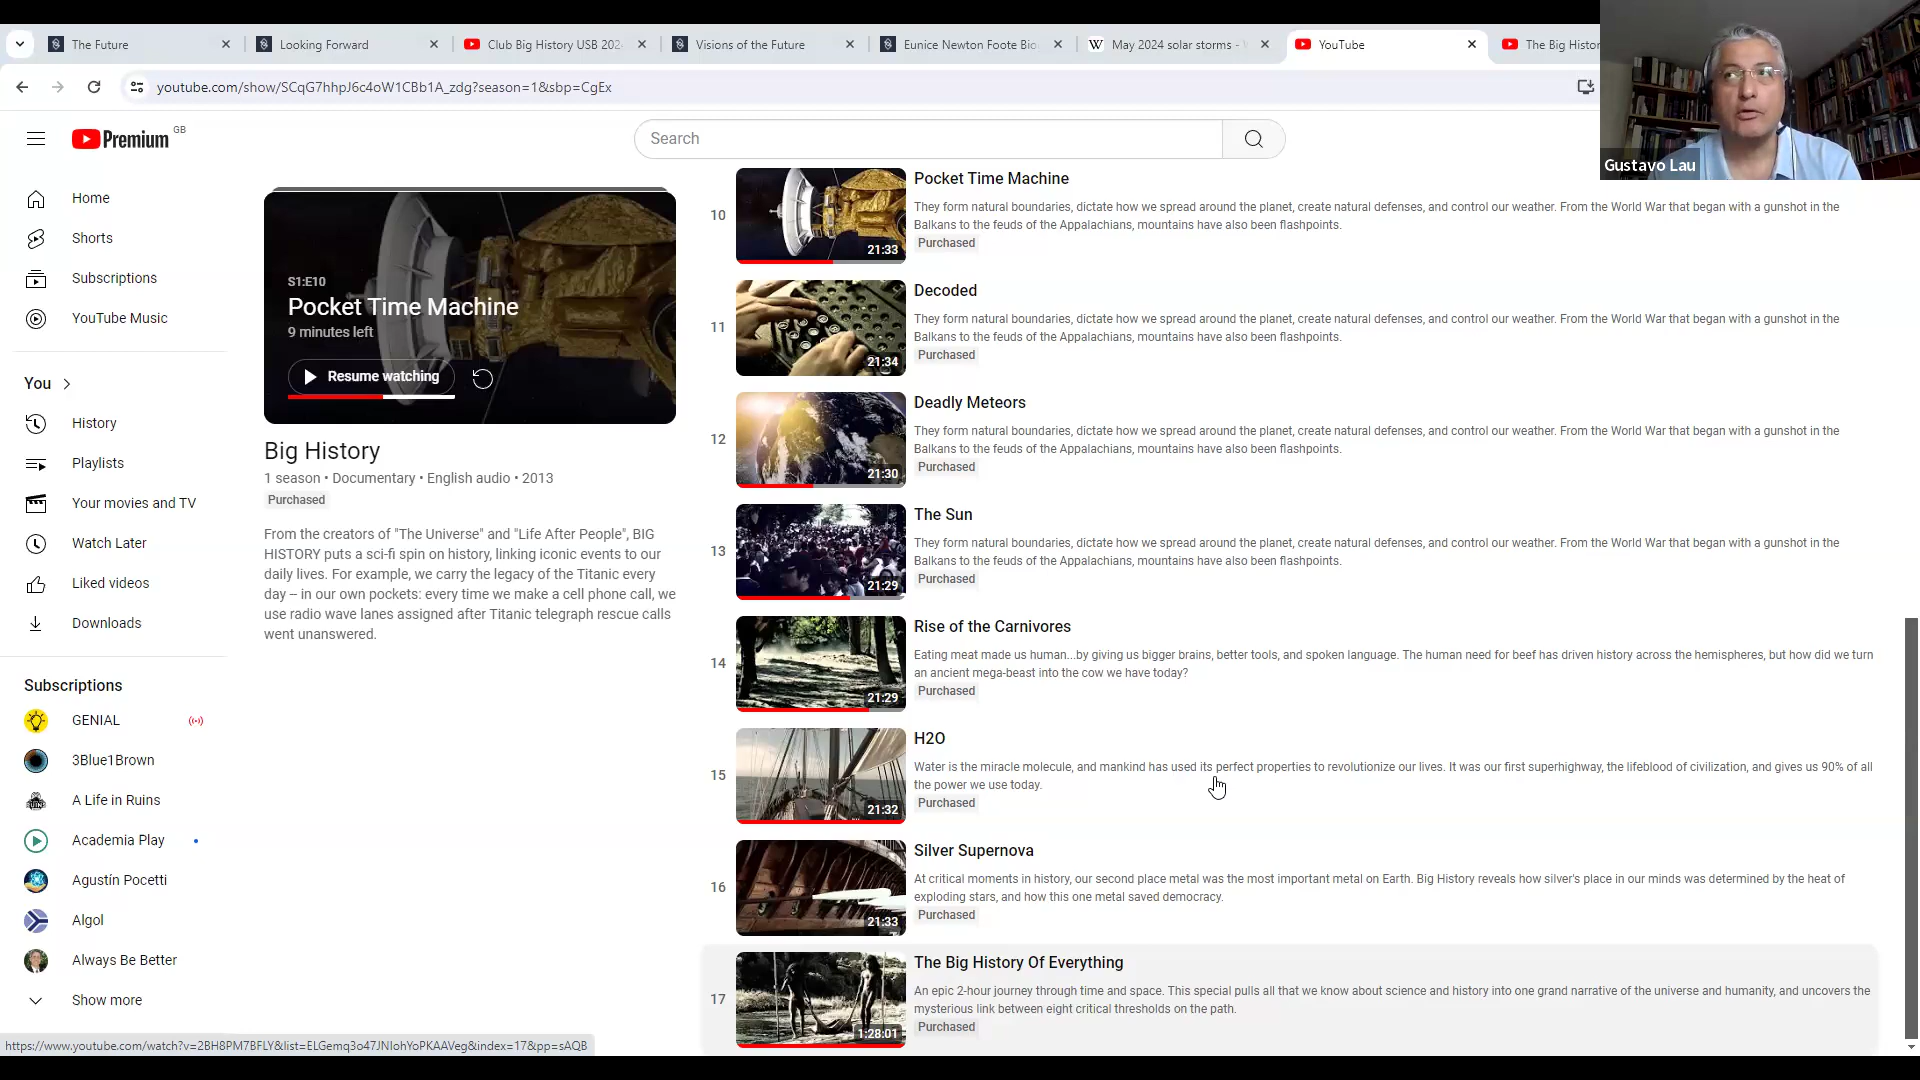 The Future
Looking Forward
Club Big History USB 202
Visions of the Future
Eunice Newton Foote Bio
May 2024 solar storms -
YouTube
The Big Histor
youtube.com/show/SCqG7hhpJ6c4oW1CBb1A_zdg?season=1&sbp=CgEx
Gustavo Lau
Premium GB
Search
Home
Shorts
Subscriptions
YouTube Music
You
History
Playlists
Your movies and TV
Watch Later
Liked videos
Downloads
Subscriptions
GENIAL
3Blue1Brown
A Life in Ruins
Academia Play
Agustín Pocetti
Algol
Always Be Better
Show more
S1:E10
Pocket Time Machine
9 minutes left
Resume watching
Big History
1 season • Documentary • English audio • 2013
Purchased
From the creators of "The Universe" and "Life After People", BIG
HISTORY puts a sci-fi spin on history, linking iconic events to our
daily lives. For example, we carry the legacy of the Titanic every
day – in our own pockets: every time we make a cell phone call, we
use radio wave lanes assigned after Titanic telegraph rescue calls
went unanswered.
10
21:33
Pocket Time Machine
They form natural boundaries, dictate how we spread around the planet, create natural defenses, and control our weather. From the World War that began with a gunshot in the
Balkans to the feuds of the Appalachians, mountains have also been flashpoints.
Purchased
11
21:34
Decoded
They form natural boundaries, dictate how we spread around the planet, create natural defenses, and control our weather. From the World War that began with a gunshot in the
Balkans to the feuds of the Appalachians, mountains have also been flashpoints.
Purchased
12
21:30
Deadly Meteors
They form natural boundaries, dictate how we spread around the planet, create natural defenses, and control our weather. From the World War that began with a gunshot in the
Balkans to the feuds of the Appalachians, mountains have also been flashpoints.
Purchased
13
21:29
The Sun
They form natural boundaries, dictate how we spread around the planet, create natural defenses, and control our weather. From the World War that began with a gunshot in the
Balkans to the feuds of the Appalachians, mountains have also been flashpoints.
Purchased
14
21:29
Rise of the Carnivores
Eating meat made us human...by giving us bigger brains, better tools, and spoken language. The human need for beef has driven history across the hemispheres, but how did we turn
an ancient mega-beast into the cow we have today?
Purchased
15
21:32
H2O
Water is the miracle molecule, and mankind has used its perfect properties to revolutionize our lives. It was our first superhighway, the lifeblood of civilization, and gives us 90% of all
the power we use today.
Purchased
16
21:33
Silver Supernova
At critical moments in history, our second place metal was the most important metal on Earth. Big History reveals how silver's place in our minds was determined by the heat of
exploding stars, and how this one metal saved democracy.
Purchased
17
1:28:01
The Big History Of Everything
An epic 2-hour journey through time and space. This special pulls all that we know about science and history into one grand narrative of the universe and humanity, and uncovers the
mysterious link between eight critical thresholds on the path.
Purchased
https://www.youtube.com/watch?v=2BH8PM7BFLY&list=ELGemq3o47JNIohYoPKAAVeg&index=17&pp=sAQB